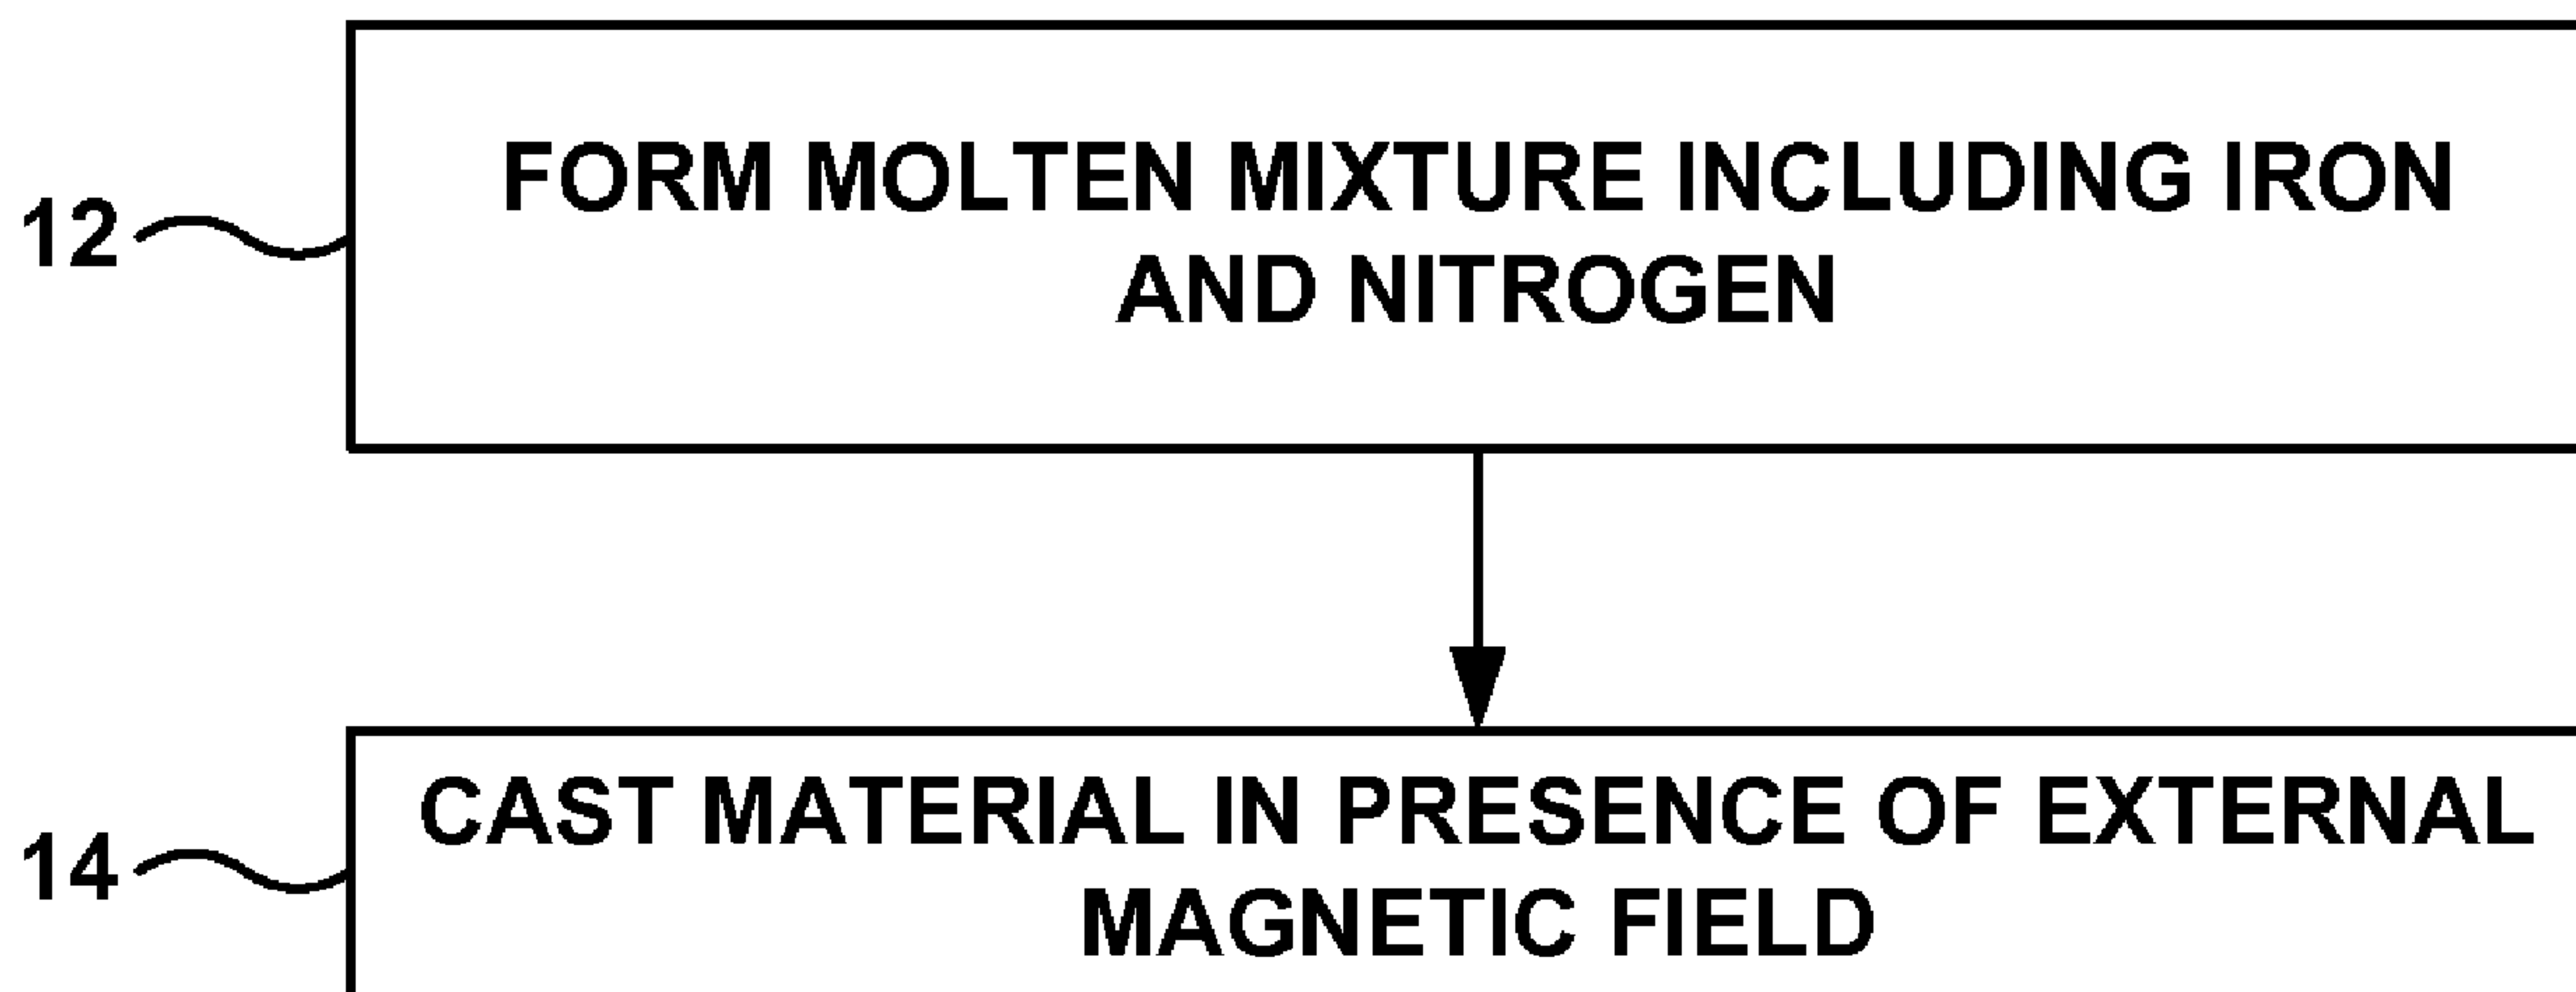 12
FORM MOLTEN MIXTURE INCLUDING IRON
AND NITROGEN
14
CAST MATERIAL IN PRESENCE OF EXTERNAL
MAGNETIC FIELD